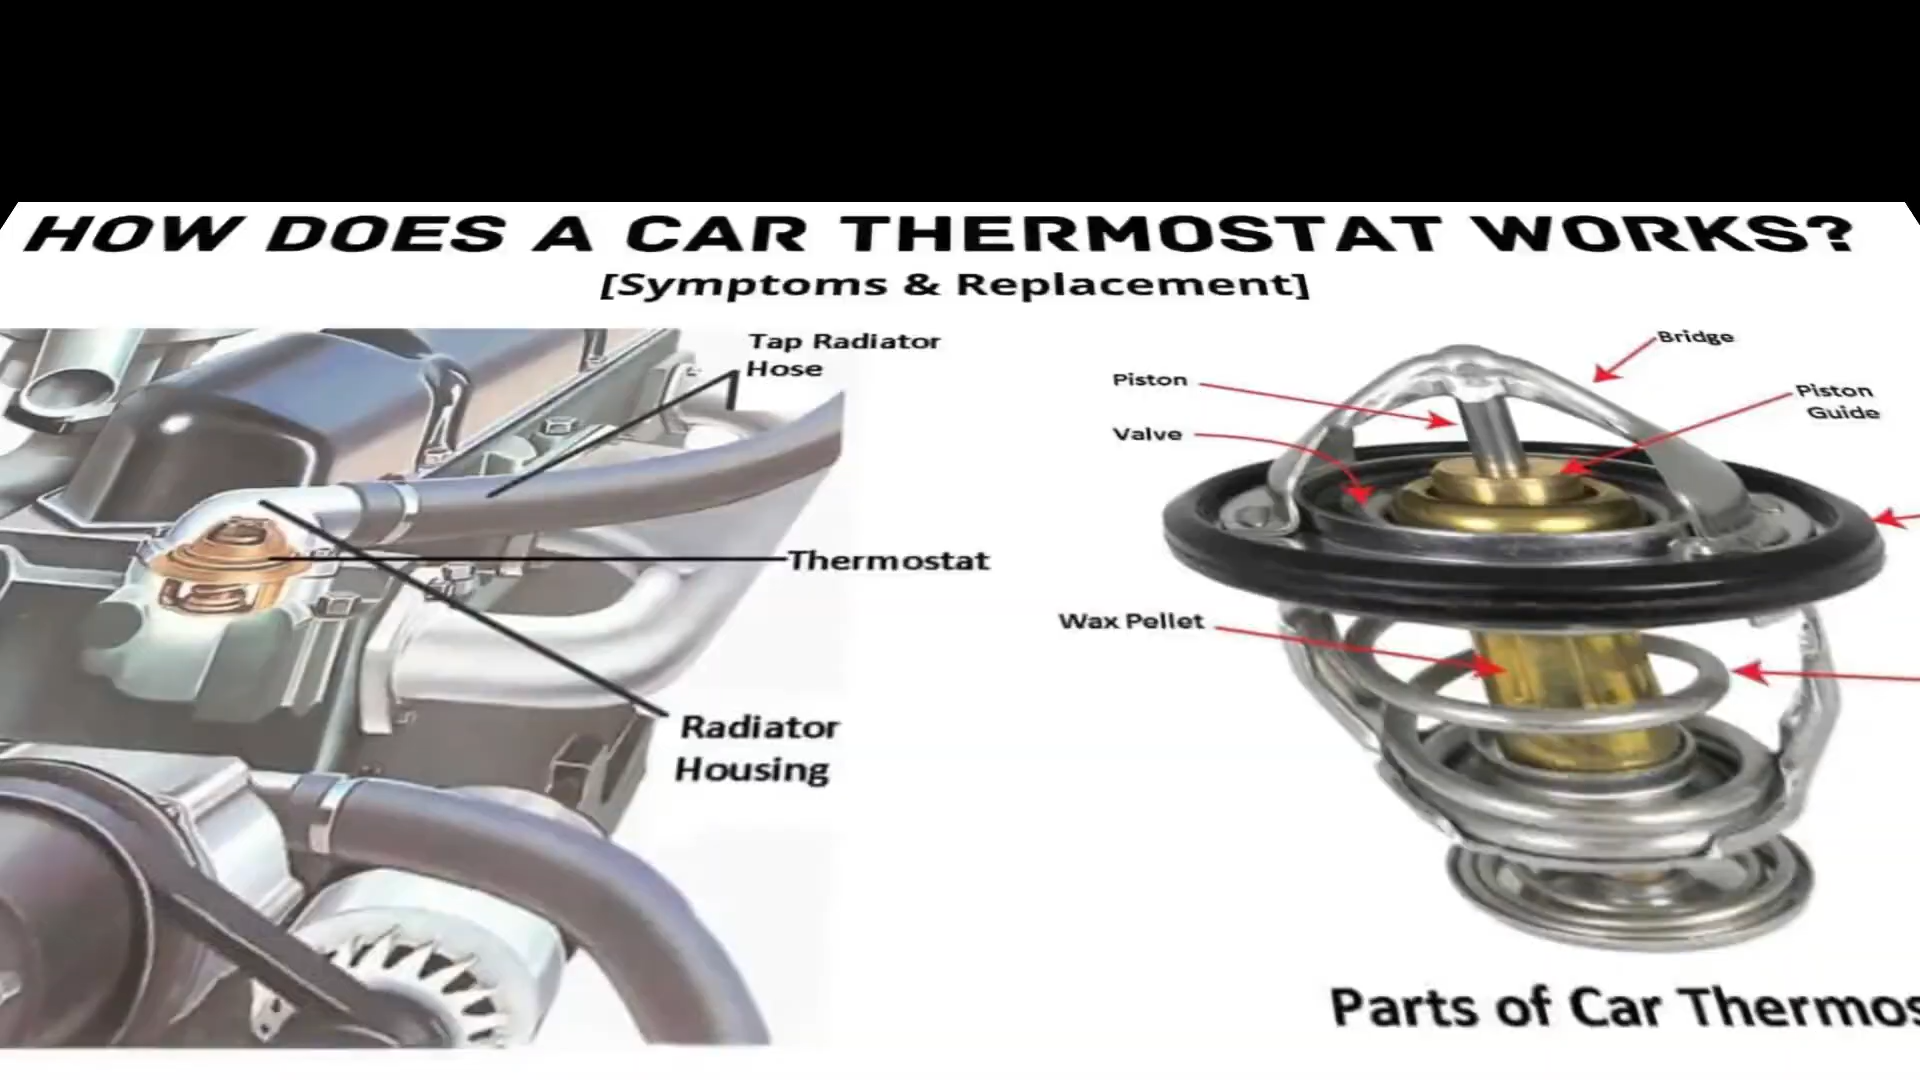 HOW DOES A CAR THERMOSTAT WORKS?
[Symptoms & Replacement]
Tap Radiator
Hose
Thermostat
Radiator
Housing
Bridge
Piston
Piston
Guide
Valve
Wax Pellet
Parts of Car Thermos